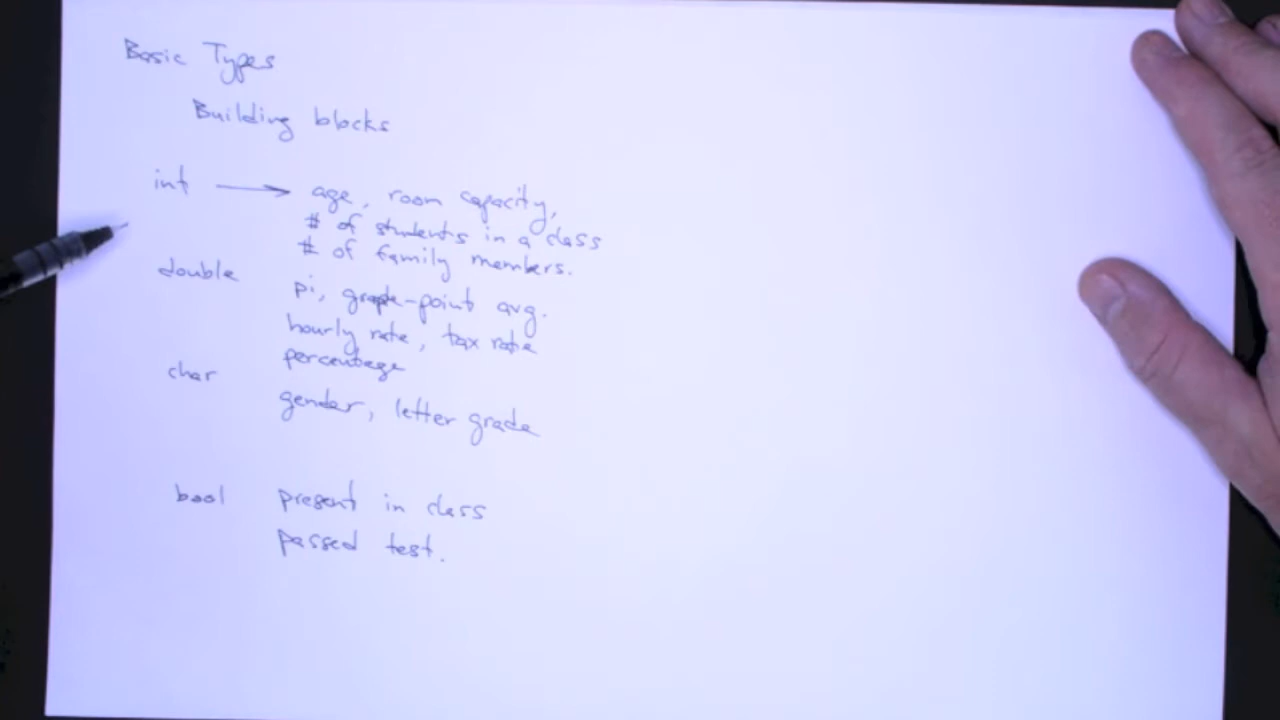 Basic Types
Building blocks
int → age, room capacity,
# of students in a class
# of family members.
double pi, grade-point avg.
hourly rate, tax rate
percentage
char gender, letter grade
bool present in class
passed test.